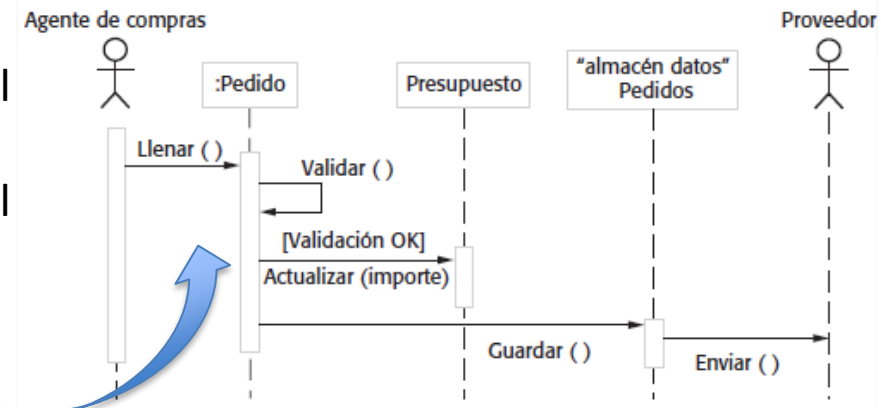 Agente de compras
Proveedor
:Pedido
Presupuesto
"almacén datos"
Pedidos
Llenar ( )
Validar ( )
[Validación OK]
Actualizar (importe)
Guardar ( )
Enviar ( )